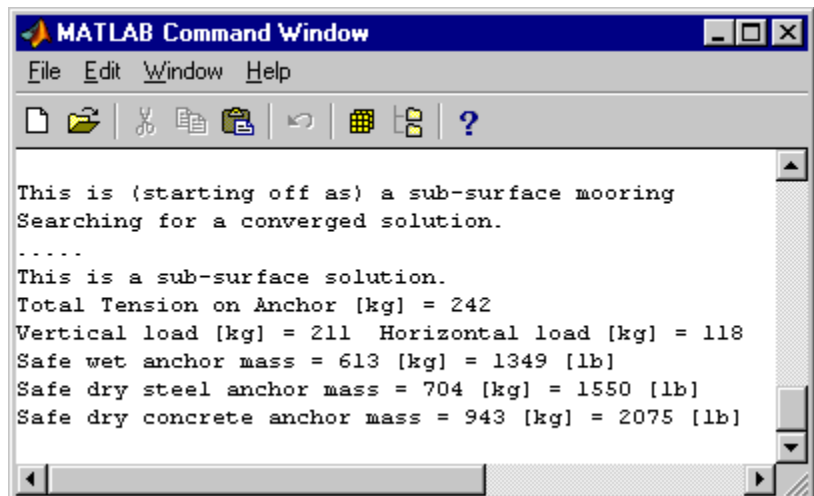 MATLAB Command Window
File Edit Window Help
?
This is (starting off as) a sub-surface mooring
Searching for a converged solution.
.....
This is a sub-surface solution.
Total Tension on Anchor [kg] = 242
Vertical load [kg] = 211  Horizontal load [kg] = 118
Safe wet anchor mass = 613 [kg] = 1349 [lb]
Safe dry steel anchor mass = 704 [kg] = 1550 [lb]
Safe dry concrete anchor mass = 943 [kg] = 2075 [lb]